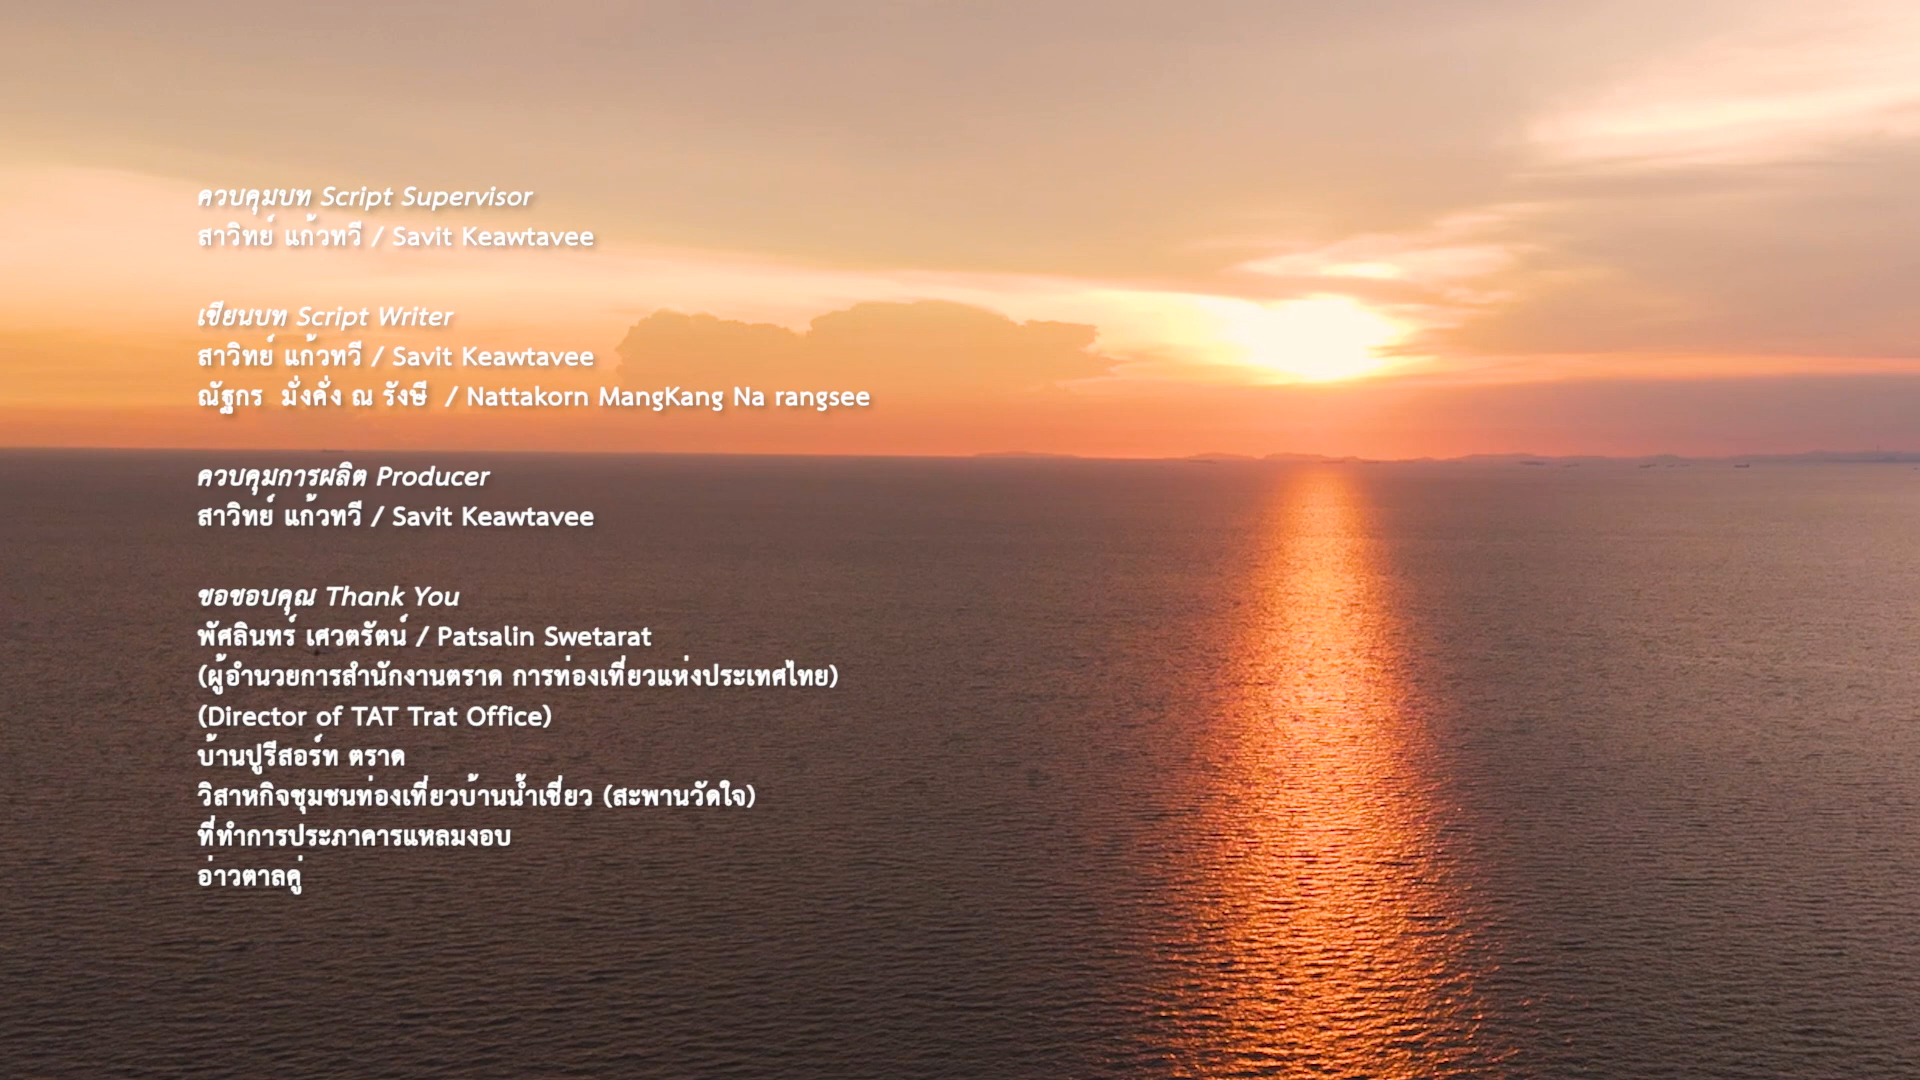 ควบคุมบท Script Supervisor
สาวิทย์ แก้วทวี / Savit Keawtavee
เขียนบท Script Writer
สาวิทย์ แก้วทวี / Savit Keawtavee
ณัฐกร มั่งคั่ง ณ รังษี / Nattakorn MangKang Na rangsee
ควบคุมการผลิต Producer
สาวิทย์ แก้วทวี / Savit Keawtavee
ขอขอบคุณ Thank You
พัศลินทร์ เศวตรัตน์ / Patsalin Swetarat
(ผู้อำนวยการสำนักงานตราด การท่องเที่ยวแห่งประเทศไทย)
(Director of TAT Trat Office)
บ้านปูรีสอร์ท ตราด
วิสาหกิจชุมชนท่องเที่ยวบ้านน้ำเชี่ยว (สะพานวัดใจ)
ที่ทำการประภาคารแหลมงอบ
อ่าวตาลคู่